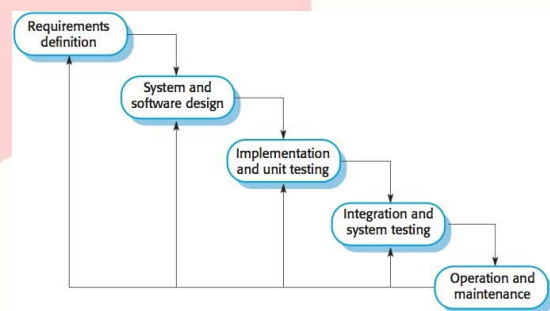 Requirements
definition
System and
software design
Implementation
and unit testing
Integration and
system testing
Operation and
maintenance